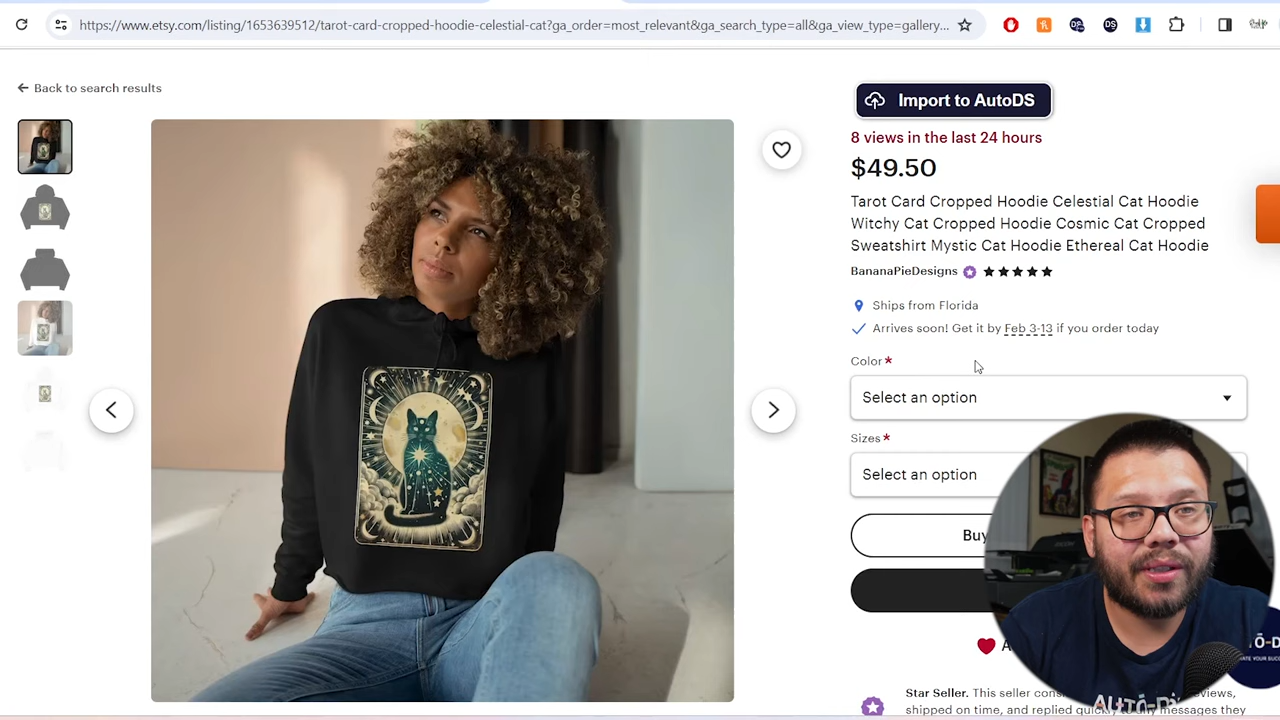 https://www.etsy.com/listing/1653639512/tarot-card-cropped-hoodie-celestial-cat?ga_order=most_relevant&ga_search_type=all&ga_view_type=gallery...
DS
DS
Back to search results
Import to AutoDS
8 views in the last 24 hours
$49.50
Tarot Card Cropped Hoodie Celestial Cat Hoodie
Witchy Cat Cropped Hoodie Cosmic Cat Cropped
Sweatshirt Mystic Cat Hoodie Ethereal Cat Hoodie
BananaPieDesigns
Ships from Florida
Arrives soon! Get it by Feb 3-13 if you order today
Color*
Select an option
Sizes*
Select an option
Buy
Star Seller. This seller
shipped on time, and replied
messages they